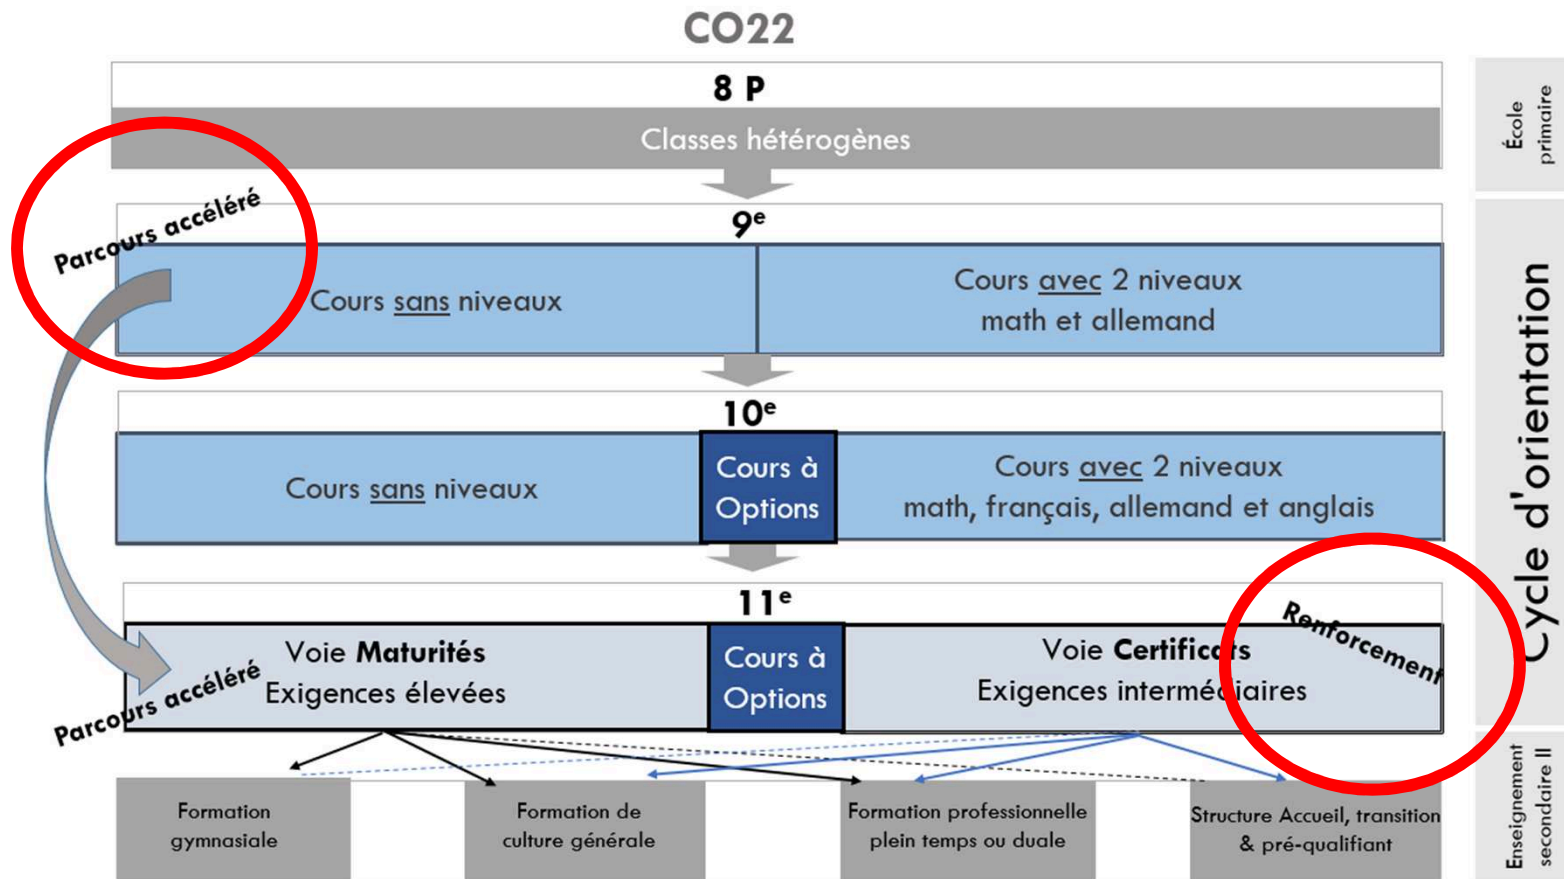 CO22
8 P
Classes hétérogènes
École
primaire
Parcours accéléré
9e
Cours sans niveaux
Cours avec 2 niveaux
math et allemand
10e
Cours sans niveaux
Cours à
Options
Cours avec 2 niveaux
math, français, allemand et anglais
Cycle d'orientation
11e
Voie Maturités
Exigences élevées
Parcours accéléré
Cours à
Options
Voie Certificats
Exigences intermédiaires
Renforcement
Formation
gymnasiale
Formation de
culture générale
Formation professionnelle
plein temps ou duale
Structure Accueil, transition
& pré-qualifiant
Enseignement
secondaire II